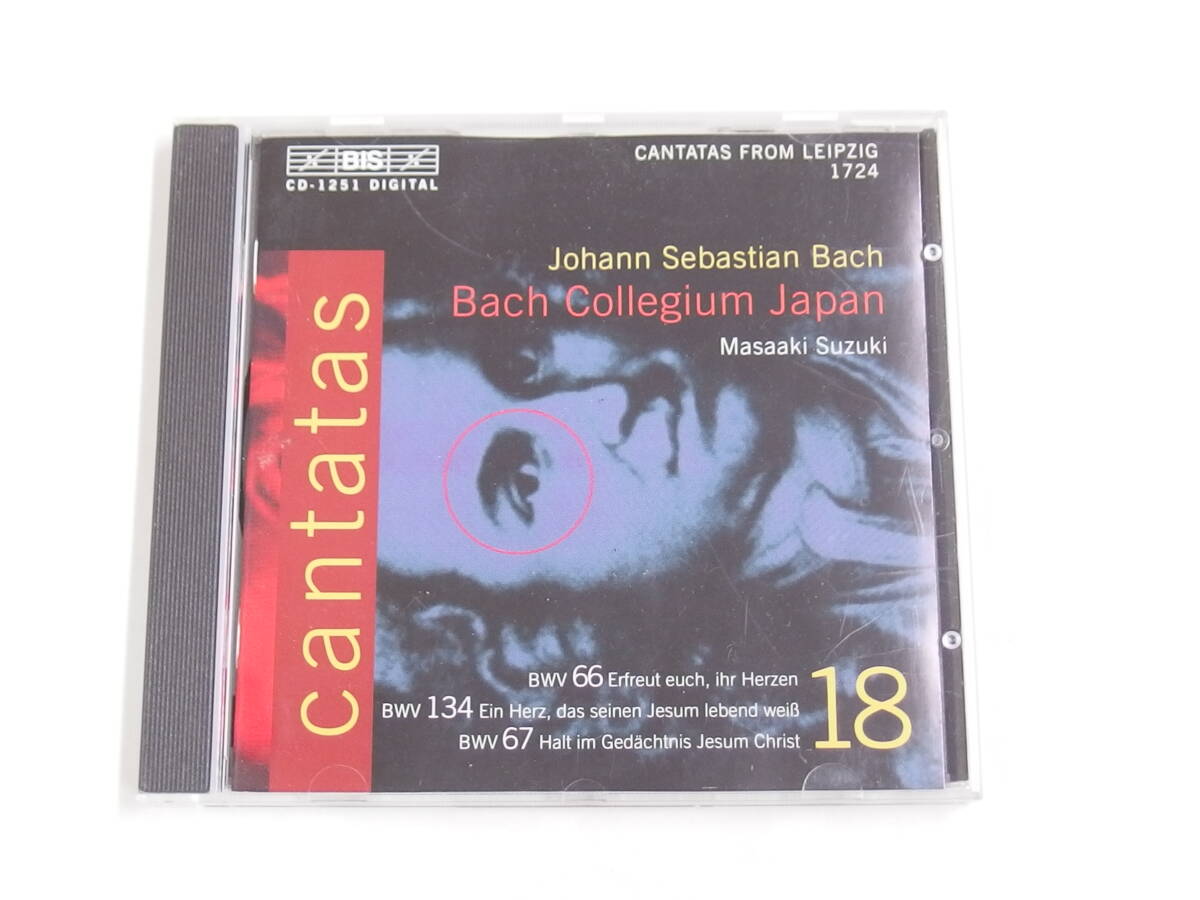 BIS
CD-1251 DIGITAL
CANTATAS FROM LEIPZIG
1724
Johann Sebastian Bach
Bach Collegium Japan
Masaaki Suzuki
cantatas
BWV 66 Erfreut euch, ihr Herzen
BWV 134 Ein Herz, das seinen Jesum lebend weiß
BWV 67 Halt im Gedächtnis Jesum Christ
18